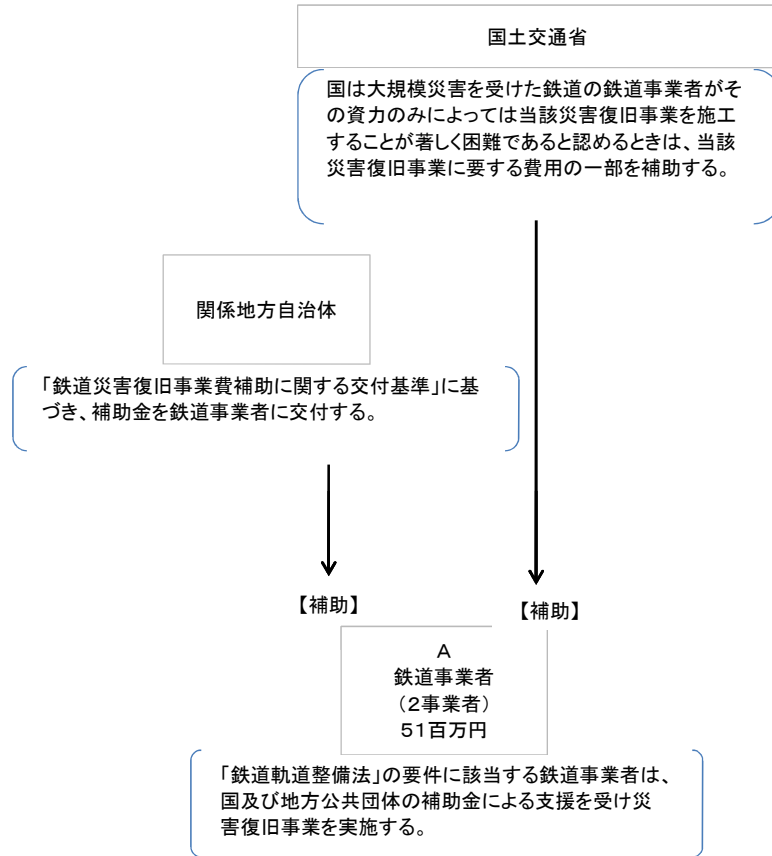 国土交通省
国は大規模災害を受けた鉄道の鉄道事業者がそ
の資力のみによっては当該災害復旧事業を施工
することが著しく困難であると認めるときは、当該
災害復旧事業に要する費用の一部を補助する。
関係地方自治体
「鉄道災害復旧事業費補助に関する交付基準」に基
づき、補助金を鉄道事業者に交付する。
【補助】
【補助】
A
鉄道事業者
（2事業者）
51百万円
「鉄道軌道整備法」の要件に該当する鉄道事業者は、
国及び地方公共団体の補助金による支援を受け災
害復旧事業を実施する。